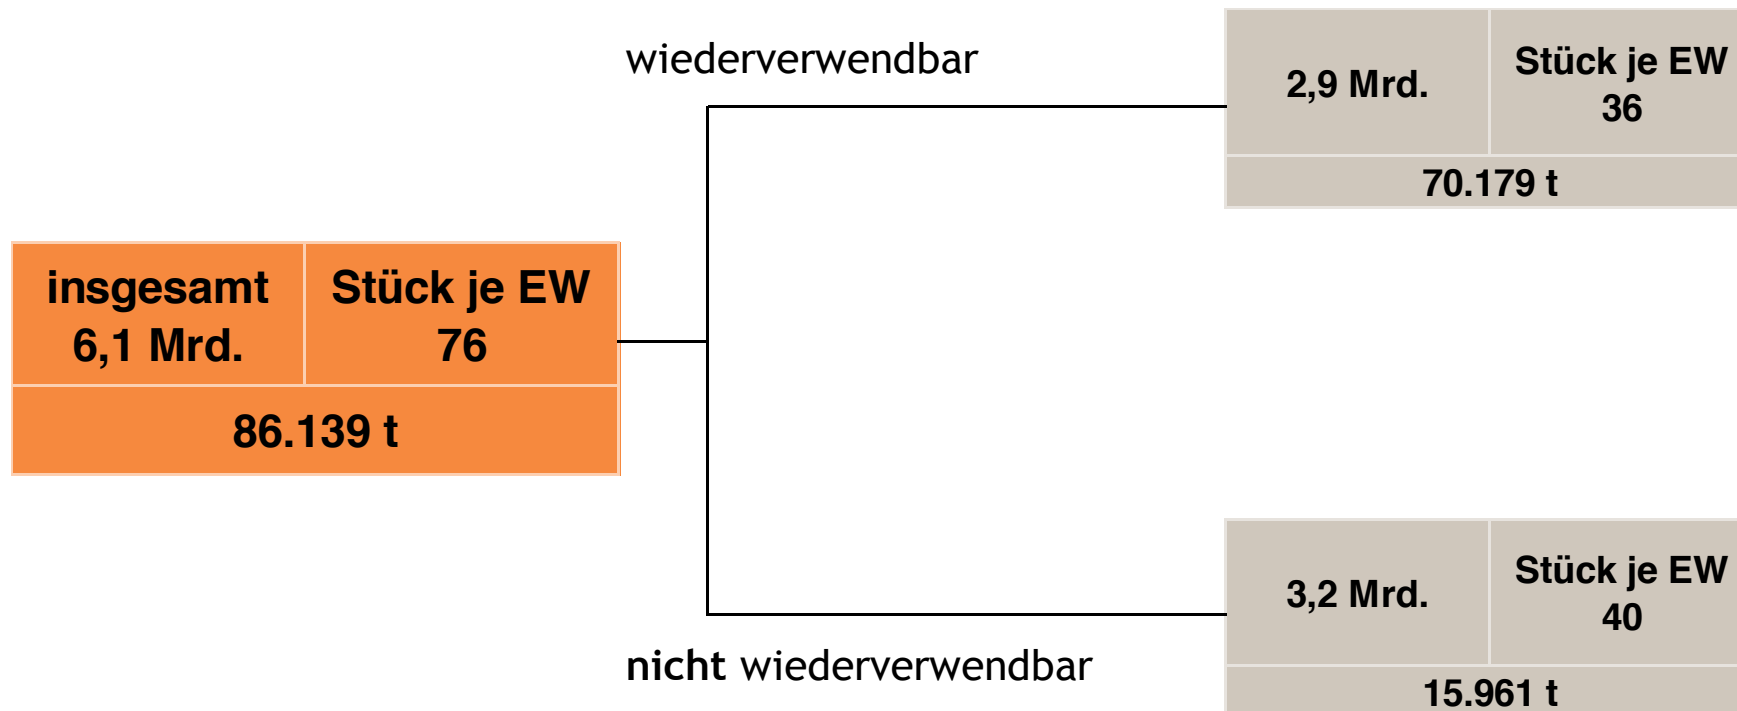 wiederverwendbar
2,9 Mrd.
Stück je EW
36
70.179 t
insgesamt
6,1 Mrd.
Stück je EW
76
86.139 t
3,2 Mrd.
Stück je EW
40
15.961 t
nicht wiederverwendbar